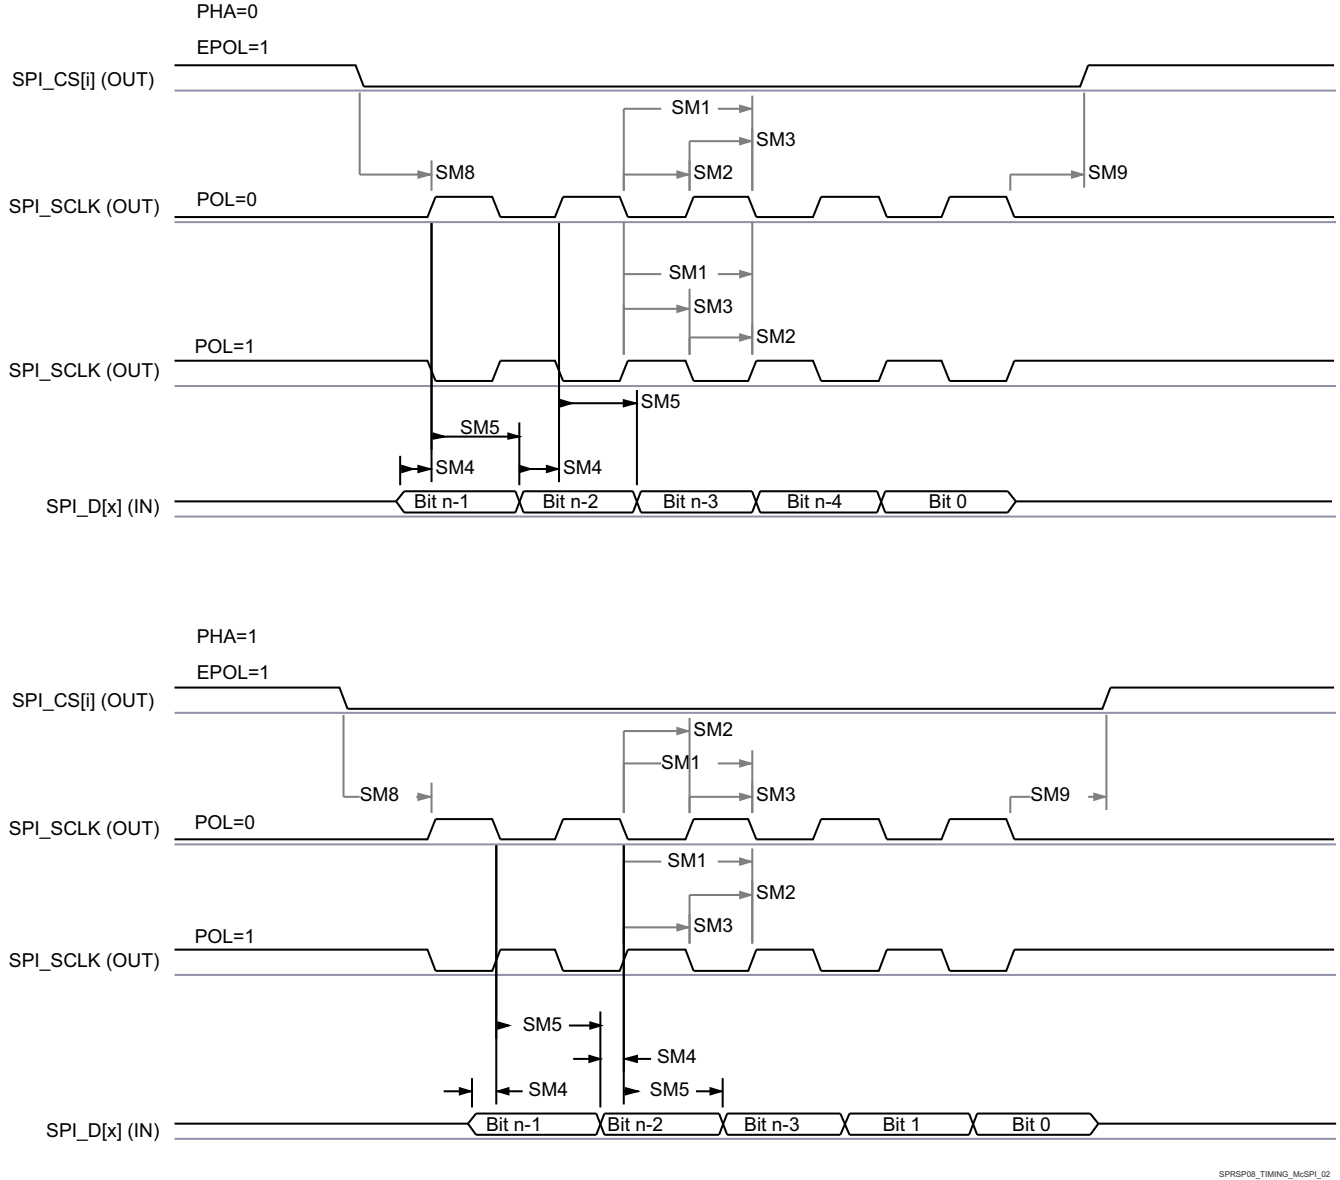 PHA=0
EPOL=1
SPI_CS[i] (OUT)
SM1
SM3
SM8
SM2
SM9
SPI_SCLK (OUT)
POL=0
SM1
SM3
SM2
POL=1
SPI_SCLK (OUT)
SM5
SM5
SM4
SM4
SPI_D[x] (IN)
Bit n-1
Bit n-2
Bit n-3
Bit n-4
Bit 0
PHA=1
EPOL=1
SPI_CS[i] (OUT)
SM2
SM1
SM8
SM3
SM9
SPI_SCLK (OUT)
POL=0
SM1
SM2
SM3
POL=1
SPI_SCLK (OUT)
SM5
SM4
SM4
SM5
SPI_D[x] (IN)
Bit n-1
Bit n-2
Bit n-3
Bit 1
Bit 0
SPRSP08_TIMING_McSPI_02